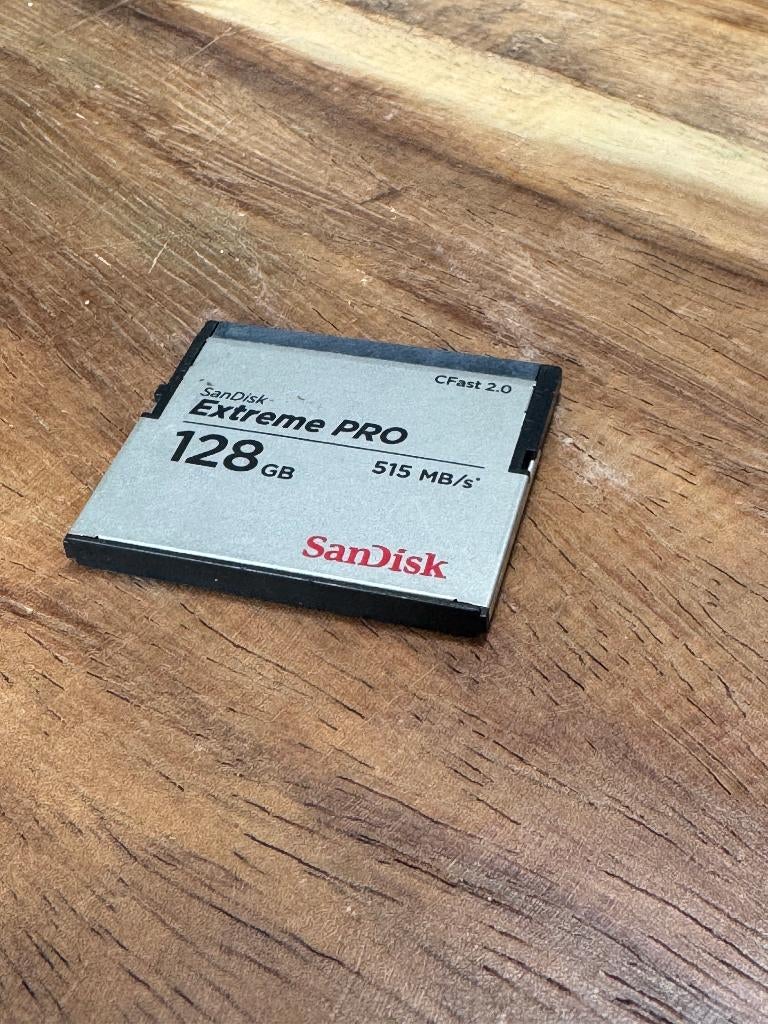 CFast 2.0
SanDisk
Extreme PRO
128GB 515 MB/s*
SanDisk